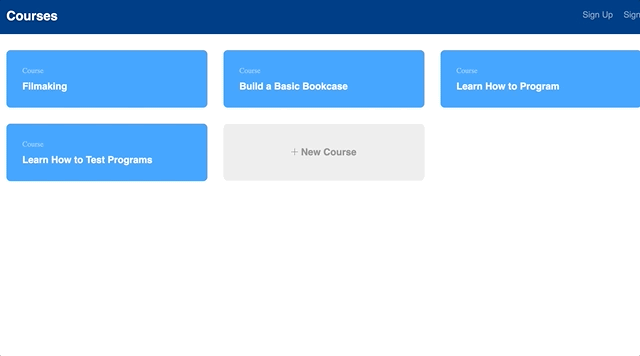 Courses
Sign Up Sign
Course
Filmaking
Course
Build a Basic Bookcase
Course
Learn How to Program
Course
Learn How to Test Programs
+ New Course